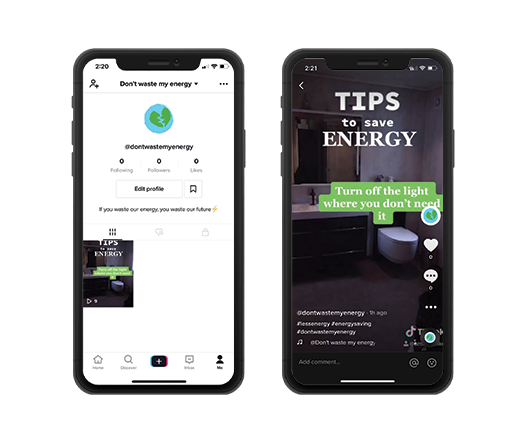 2:20
Don't waste my energy
@dontwastemyenergy
0 0 0
Following Followers Likes
Edit profile
If you waste our energy, you waste our future⚡
TIPS
to save
ENERGY
Turn off the light
where you don't need
it
9
Home Discover Inbox Me
2:21
TIPS
to save
ENERGY
Turn off the light
where you don't need
it
0
0
@dontwastemyenergy · 1h ago
#lessenergy #energysaving
#dontwastemyenergy
@Don't waste my energy
Add comment...